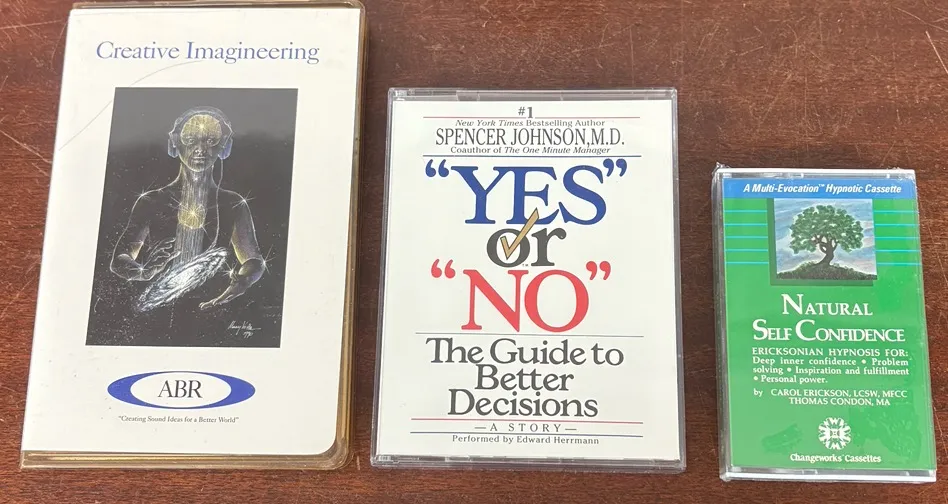 Creative Imagineering
ABR
"Creating Sound Ideas for a Better World"
#1
New York Times Bestselling Author
SPENCER JOHNSON, M.D.
Coauthor of The One Minute Manager
"YES"
or
"NO"
The Guide to
Better
Decisions
—A STORY—
Performed by Edward Herrmann
A Multi-Evocation™ Hypnotic Cassette
NATURAL
SELF CONFIDENCE
ERICKSONIAN HYPNOSIS FOR:
Deep inner confidence • Problem
solving • Inspiration and fulfillment
• Personal power.
by CAROL ERICKSON, LCSW, MFCC
THOMAS CONDON, MA
Changeworks Cassettes